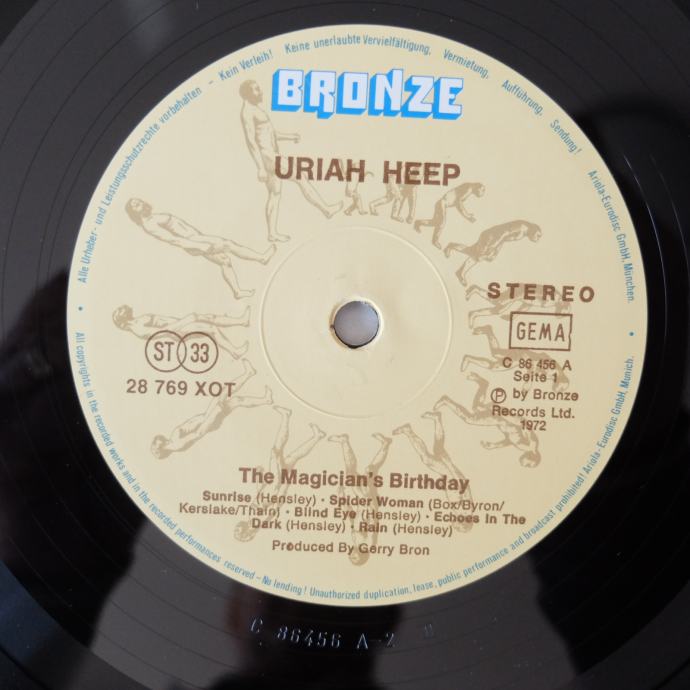 Alle Urheber- und Leistungsschutzrechte vorbehalten – Kein Verleih! Keine unerlaubte Vervielfältigung, Vermietung, Aufführung, Sendung!
Ariola-Eurodisc GmbH, München.
BRONZE
URIAH HEEP
STEREO
GEMA
C 86 456 A
Seite 1
℗ by Bronze
Records Ltd.
1972
ST 33
28 769 XOT
The Magician's Birthday
Sunrise (Hensley) · Spider Woman (Box/Byron/
Kerslake/Thain) · Blind Eye (Hensley) · Echoes In The
Dark (Hensley) · Rain (Hensley)
Produced By Gerry Bron
All copyrights in the recorded works and in the recorded performances reserved – No lending! Unauthorized duplication, lease, public performance and broadcast prohibited! Ariola-Eurodisc GmbH, Munich.
C 86456 A-2